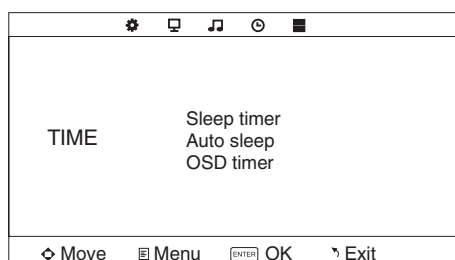 TIME
Sleep timer
Auto sleep
OSD timer
Move Menu ENTER OK Exit